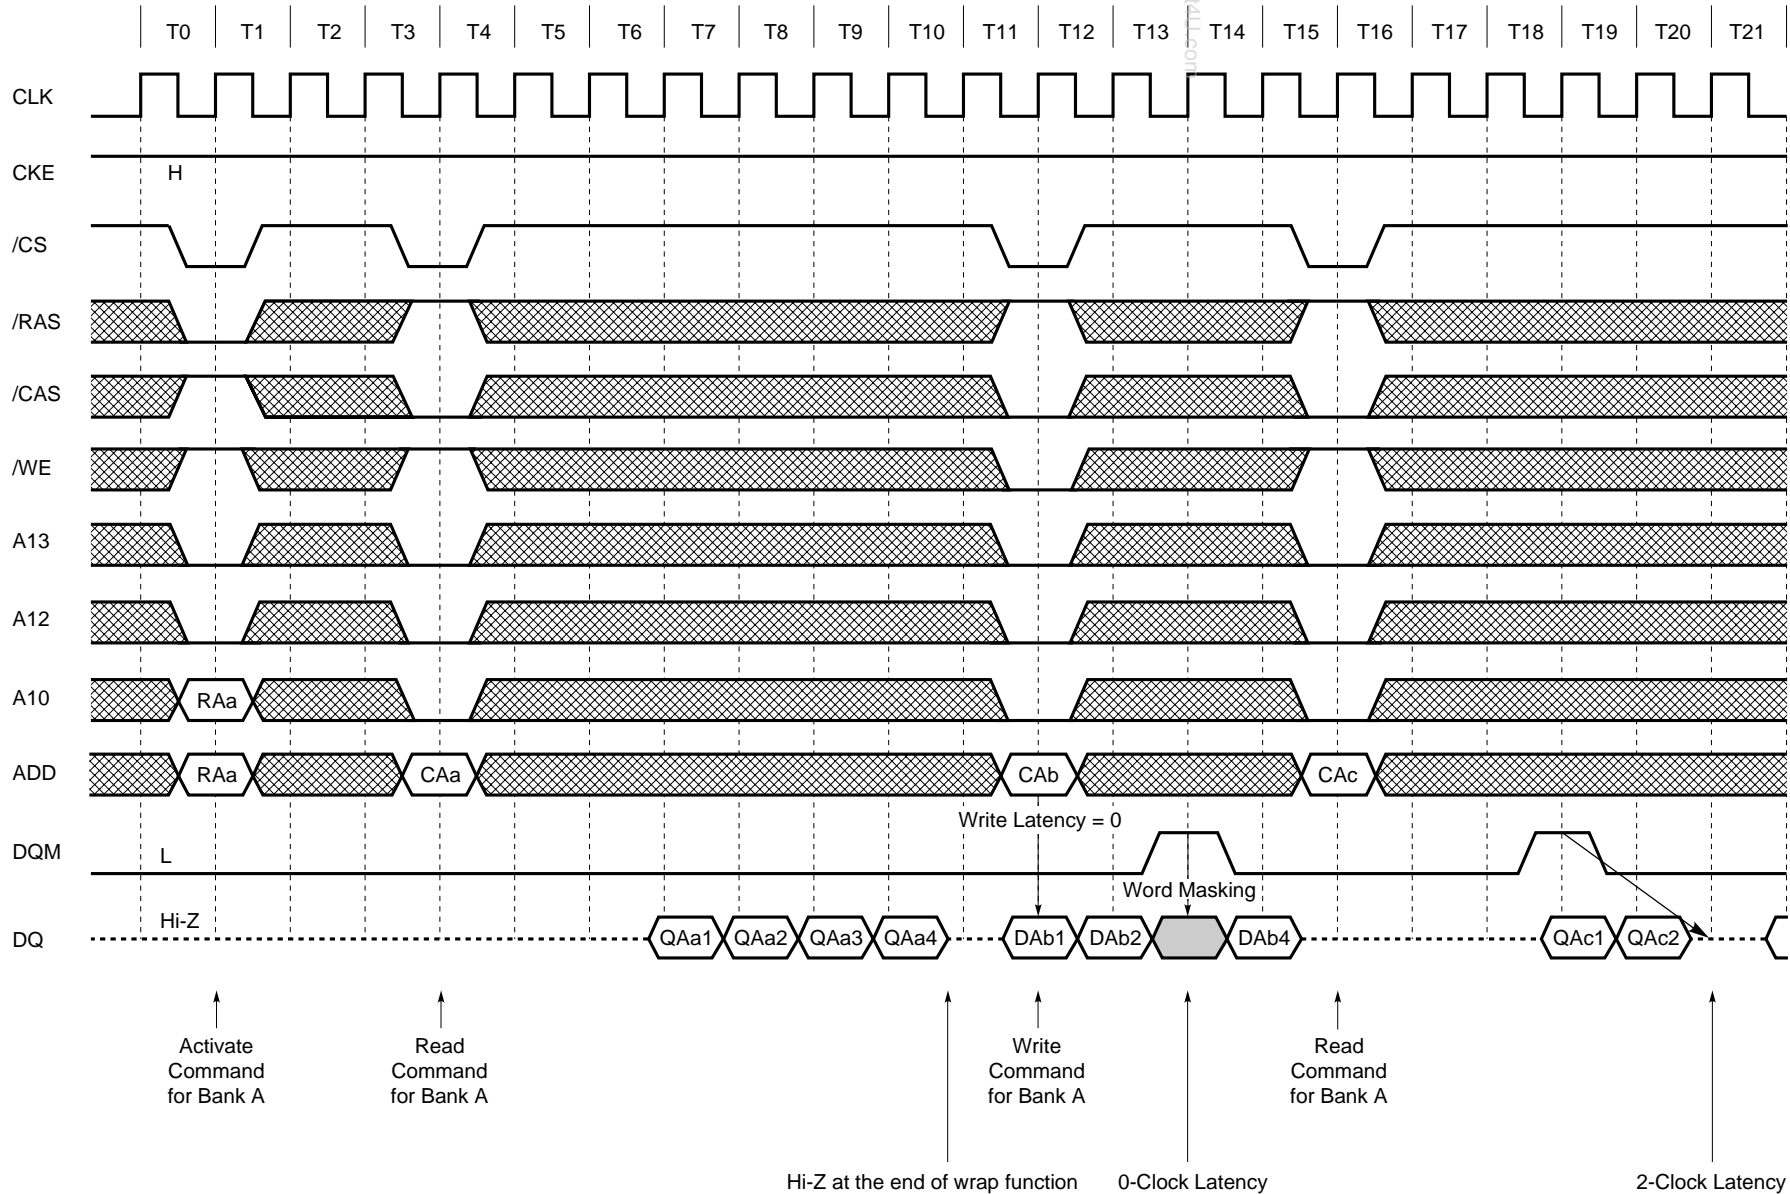 T0 T1 T2 T3 T4 T5 T6 T7 T8 T9 T10 T11 T12 T13 T14 T15 T16 T17 T18 T19 T20 T21
CLK
CKE H
/CS
/RAS
/CAS
/WE
A13
A12
A10 RAa
ADD RAa CAa CAb CAc
Write Latency = 0
DQM L
Word Masking
Hi-Z
DQ QAa1 QAa2 QAa3 QAa4 DAb1 DAb2 DAb4 QAc1 QAc2
Activate Command for Bank A
Read Command for Bank A
Write Command for Bank A
Read Command for Bank A
Hi-Z at the end of wrap function
0-Clock Latency
2-Clock Latency